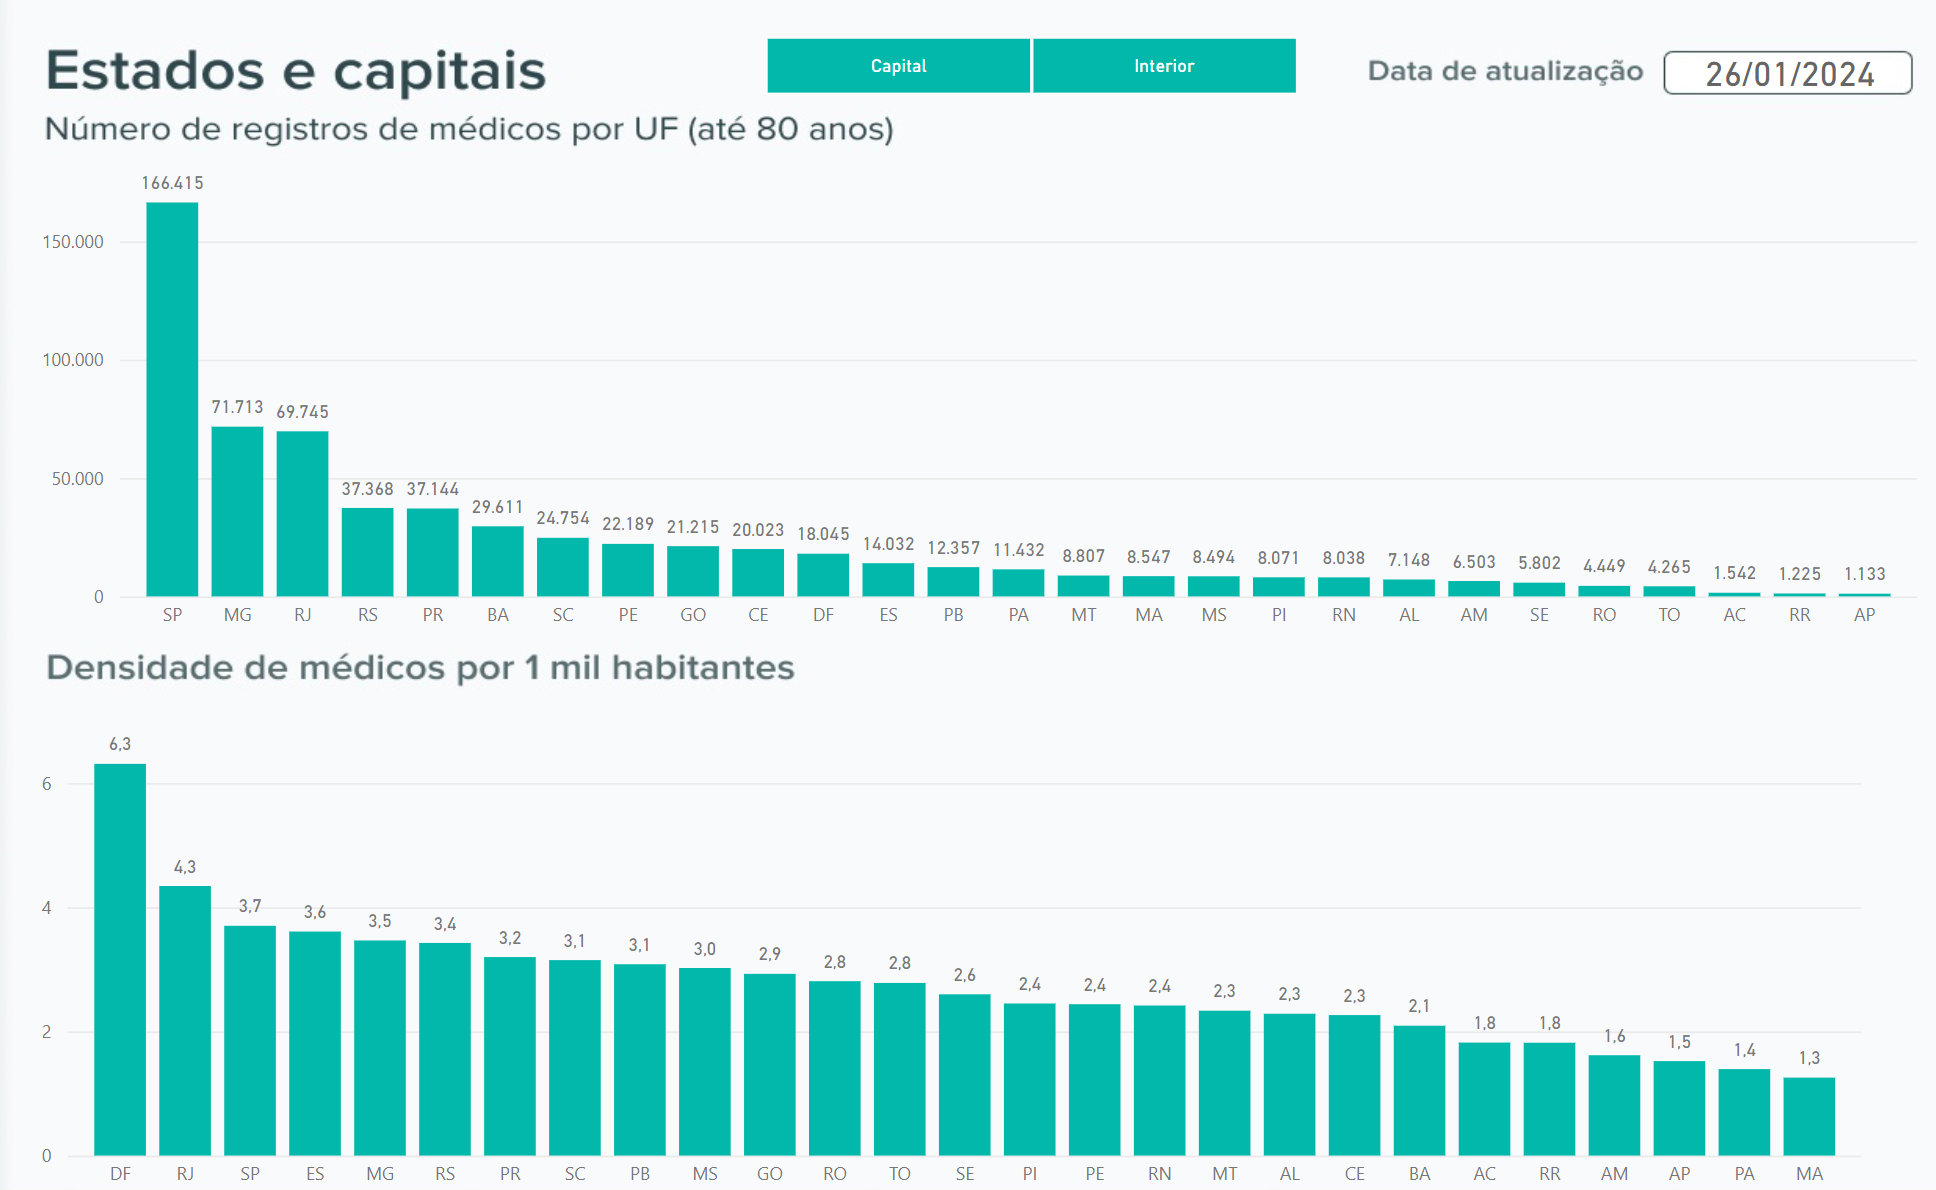 Estados e capitais
Capital Interior
Data de atualização 26/01/2024
Número de registros de médicos por UF (até 80 anos)
166.415 71.713 69.745 37.368 37.144 29.611 24.754 22.189 21.215 20.023 18.045 14.032 12.357 11.432 8.807 8.547 8.494 8.071 8.038 7.148 6.503 5.802 4.449 4.265 1.542 1.225 1.133
150.000
100.000
50.000
0
SP MG RJ RS PR BA SC PE GO CE DF ES PB PA MT MA MS PI RN AL AM SE RO TO AC RR AP
Densidade de médicos por 1 mil habitantes
6,3 4,3 3,7 3,6 3,5 3,4 3,2 3,1 3,1 3,0 2,9 2,8 2,8 2,6 2,4 2,4 2,4 2,3 2,3 2,3 2,1 1,8 1,8 1,6 1,5 1,4 1,3
6
4
2
0
DF RJ SP ES MG RS PR SC PB MS GO RO TO SE PI PE RN MT AL CE BA AC RR AM AP PA MA